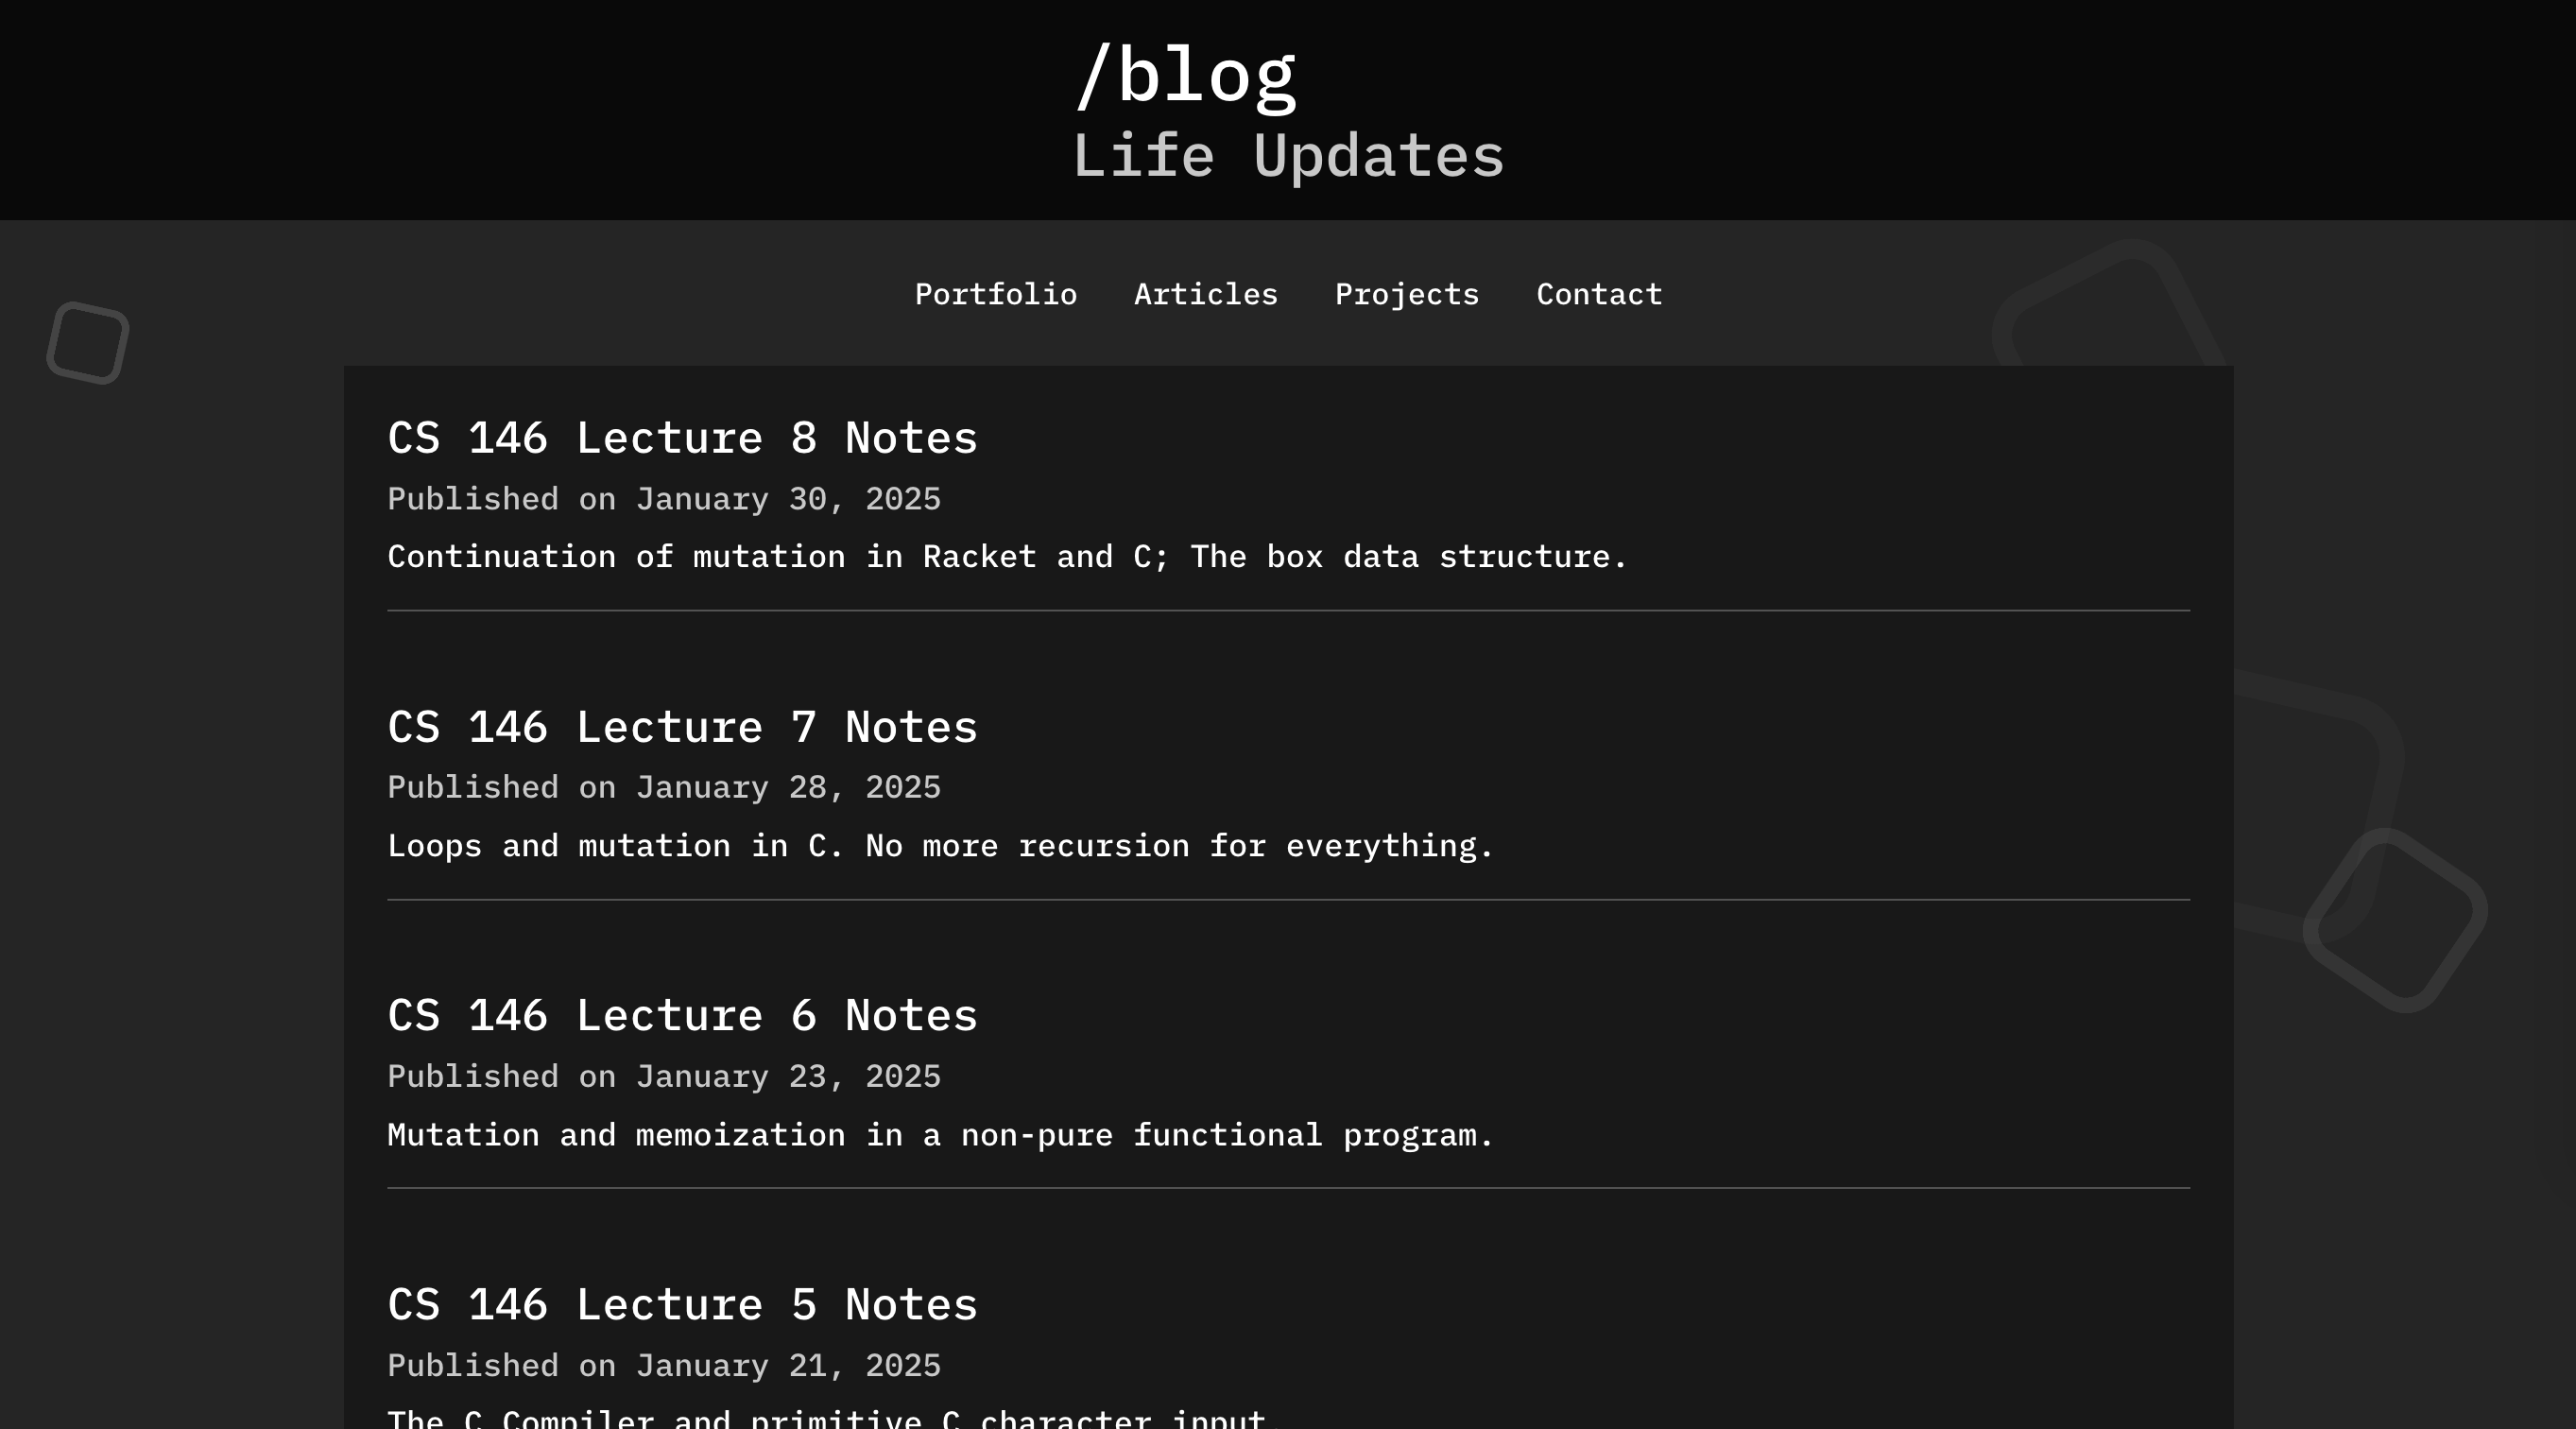 /blog
Life Updates
Portfolio Articles Projects Contact
CS 146 Lecture 8 Notes
Published on January 30, 2025
Continuation of mutation in Racket and C; The box data structure.
CS 146 Lecture 7 Notes
Published on January 28, 2025
Loops and mutation in C. No more recursion for everything.
CS 146 Lecture 6 Notes
Published on January 23, 2025
Mutation and memoization in a non-pure functional program.
CS 146 Lecture 5 Notes
Published on January 21, 2025
The C Compiler and primitive C character input.